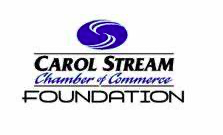 CAROL STREAM
Chamber of Commerce
FOUNDATION